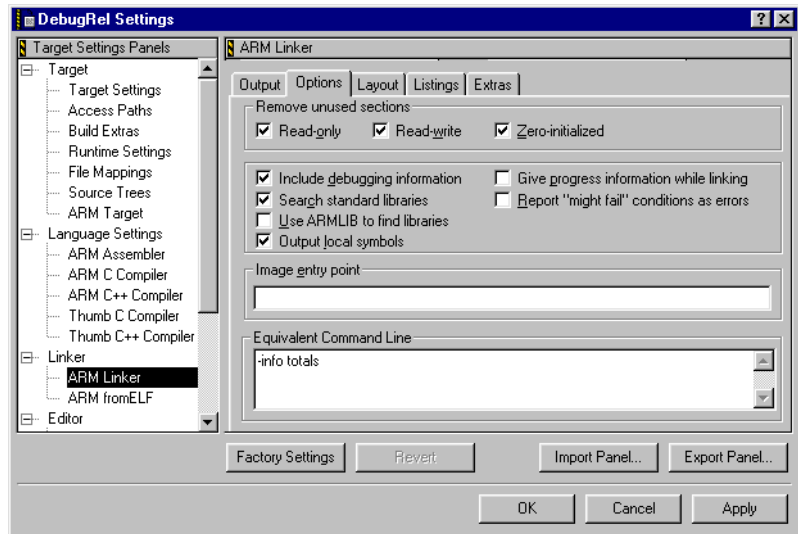 DebugRel Settings
Target Settings Panels
Target
Target Settings
Access Paths
Build Extras
Runtime Settings
File Mappings
Source Trees
ARM Target
Language Settings
ARM Assembler
ARM C Compiler
ARM C++ Compiler
Thumb C Compiler
Thumb C++ Compiler
Linker
ARM Linker
ARM fromELF
Editor
ARM Linker
Output Options Layout Listings Extras
Remove unused sections
Read-only Read-write Zero-initialized
Include debugging information Give progress information while linking
Search standard libraries Report "might fail" conditions as errors
Use ARMLIB to find libraries
Output local symbols
Image entry point
Equivalent Command Line
-info totals
Factory Settings Revert Import Panel... Export Panel...
OK Cancel Apply